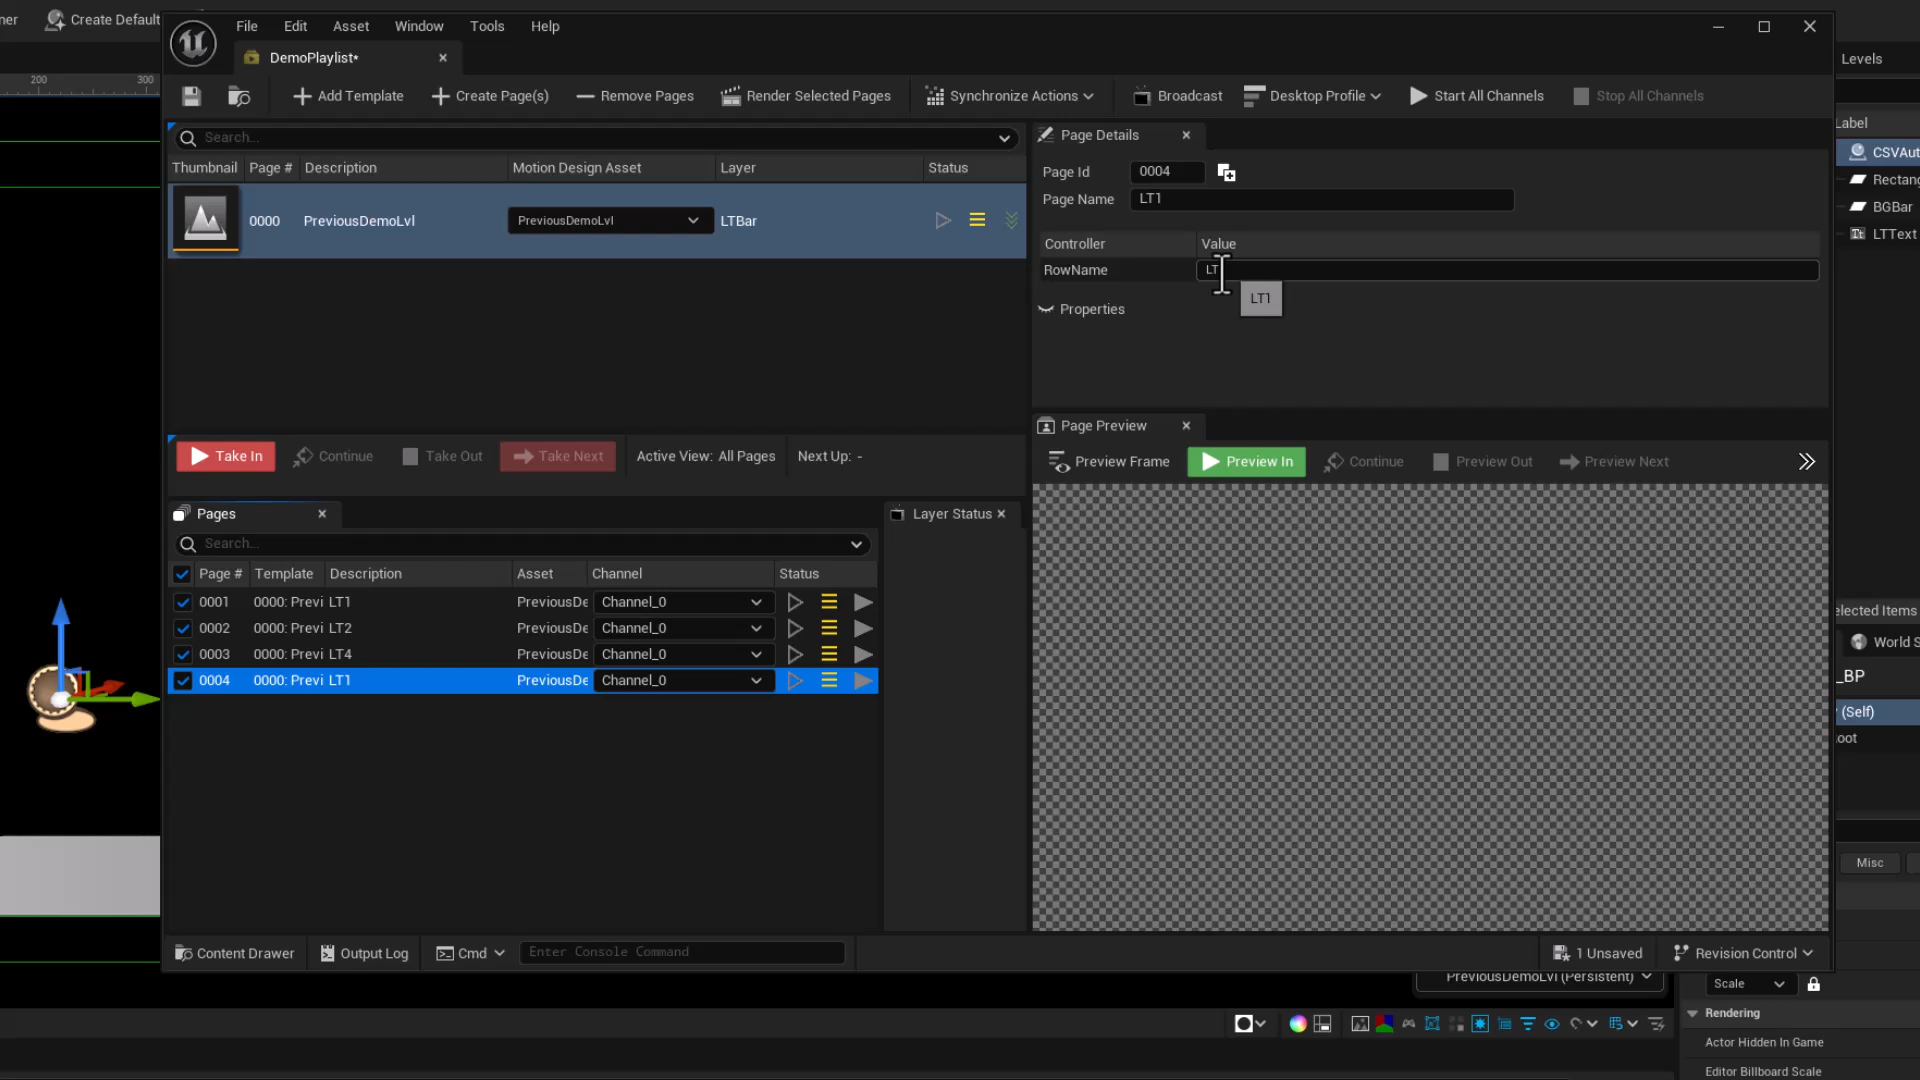 ner
Create Default
File Edit Asset Window Tools Help
DemoPlaylist*
200 300
Levels
Add Template
Create Page(s)
Remove Pages
Render Selected Pages
Synchronize Actions
Broadcast
Desktop Profile
Start All Channels
Stop All Channels
Search...
Thumbnail Page # Description Motion Design Asset Layer Status
0000 PreviousDemoLvl PreviousDemoLvl LTBar
Page Details
Page Id 0004
Page Name LT1
Controller Value
RowName LT
LT1
Properties
Label
CSVAut
Rectang
BGBar
Tt LTText
Take In Continue Take Out Take Next Active View: All Pages Next Up: -
Page Preview
Preview Frame Preview In Continue Preview Out Preview Next
Pages
Layer Status
Search...
Page # Template Description Asset Channel Status
0001 0000: Previ LT1 PreviousDe Channel_0
0002 0000: Previ LT2 PreviousDe Channel_0
0003 0000: Previ LT4 PreviousDe Channel_0
0004 0000: Previ LT1 PreviousDe Channel_0
elected Items
World S
_BP
(Self)
oot
Misc
Content Drawer Output Log Cmd Enter Console Command 1 Unsaved Revision Control
PreviousDemoLvl (Persistent)
Scale
Rendering
Actor Hidden In Game
Editor Billboard Scale